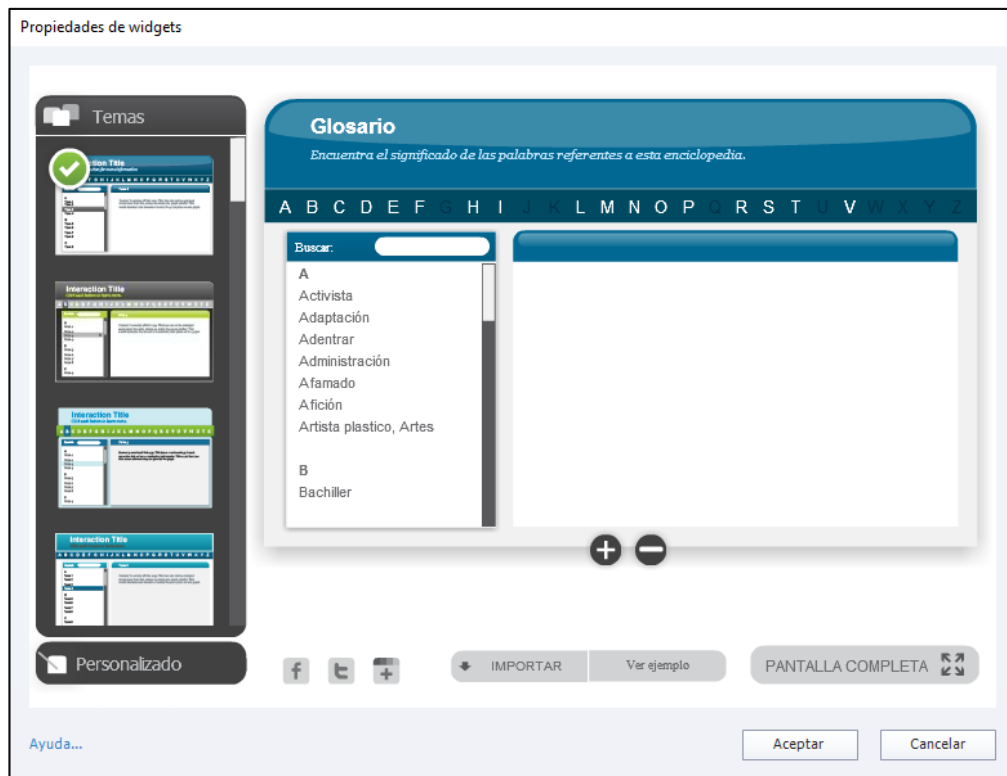 Propiedades de widgets
Temas
Interaction Title
Interaction Title
Interaction Title
Interaction Title
Personalizado
Glosario
Encuentra el significado de las palabras referentes a esta enciclopedia.
A B C D E F G H I J K L M N O P Q R S T U V W X Y Z
Buscar:
A
Activista
Adaptación
Adentrar
Administración
Afamado
Afición
Artista plastico, Artes
B
Bachiller
IMPORTAR
Ver ejemplo
PANTALLA COMPLETA
Ayuda...
Aceptar
Cancelar